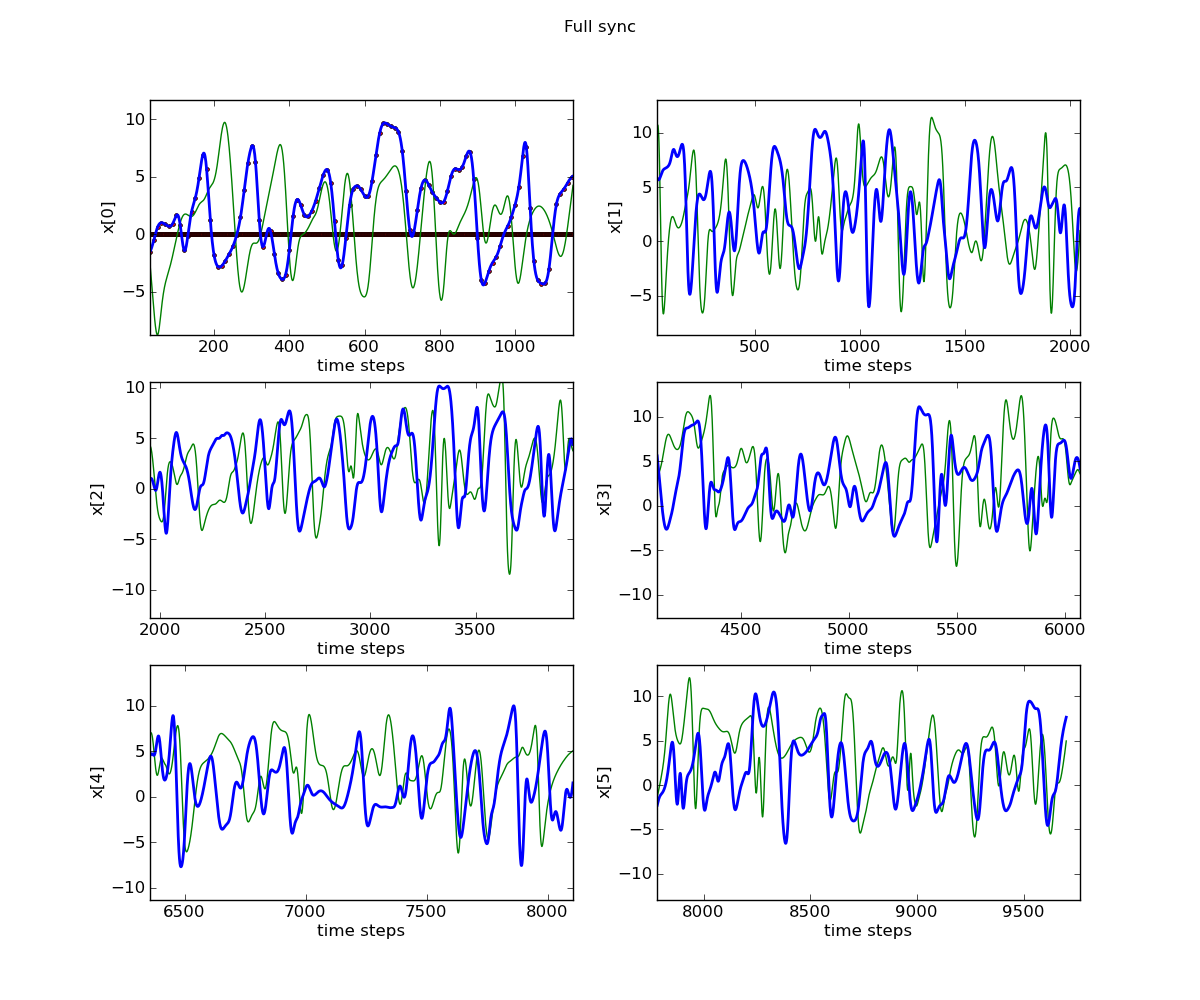 Full sync
10
5
0
−5
x[0]
200 400 600 800 1000
time steps
10
5
0
−5
x[1]
500 1000 1500 2000
time steps
10
5
0
−5
−10
x[2]
2000 2500 3000 3500
time steps
10
5
0
−5
−10
x[3]
4500 5000 5500 6000
time steps
10
5
0
−5
−10
x[4]
6500 7000 7500 8000
time steps
10
5
0
−5
−10
x[5]
8000 8500 9000 9500
time steps